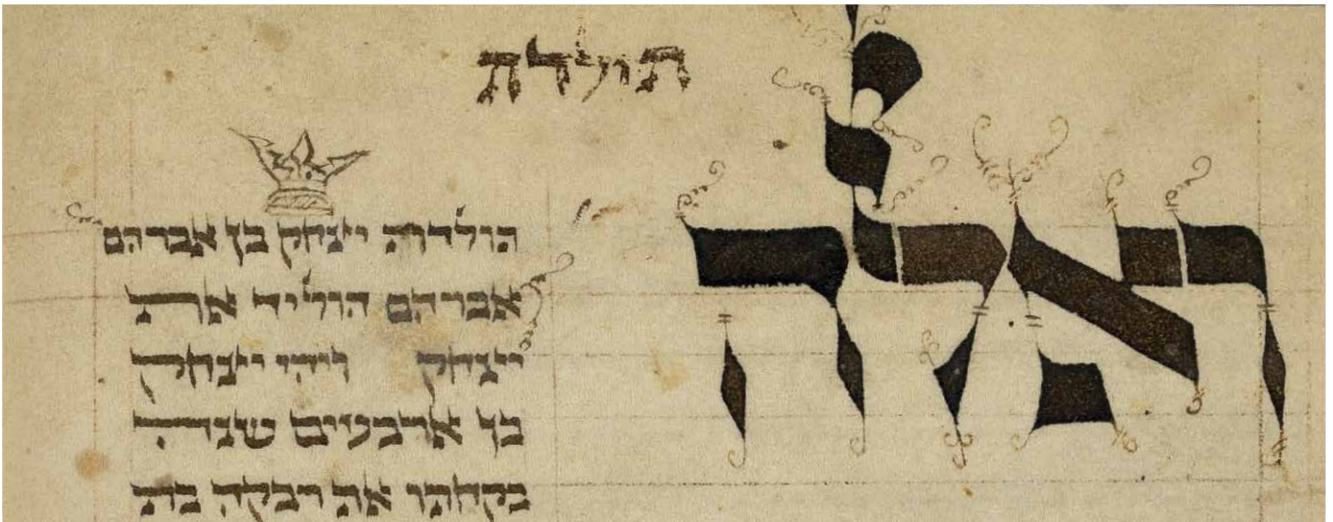 תולדת
ואלה
תולדת יצחק בן אברהם
אברהם הוליד את
יצחק ויהי יצחק
בן ארבעים שנה
בקחתו את רבקה בת